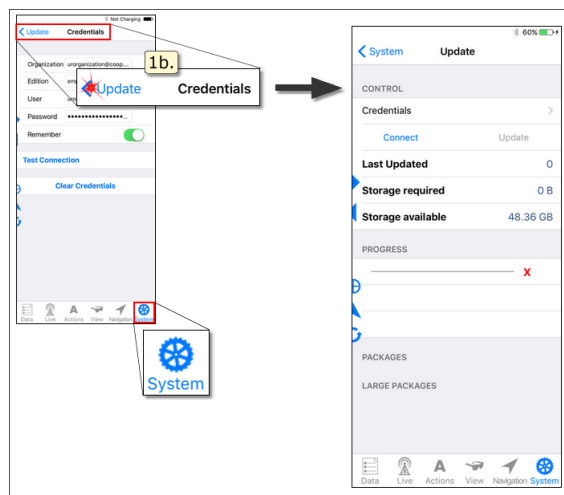 Not Charging
Update Credentials
Organization urorganization@coop...
Edition
User
Password ••••••••••••••••...
Remember
Test Connection
Clear Credentials
Data Live Actions View Navigation System
1b.
Update Credentials
System
60%
System Update
CONTROL
Credentials
Connect Update
Last Updated 0
Storage required 0 B
Storage available 48.36 GB
PROGRESS
X
PACKAGES
LARGE PACKAGES
Data Live Actions View Navigation System